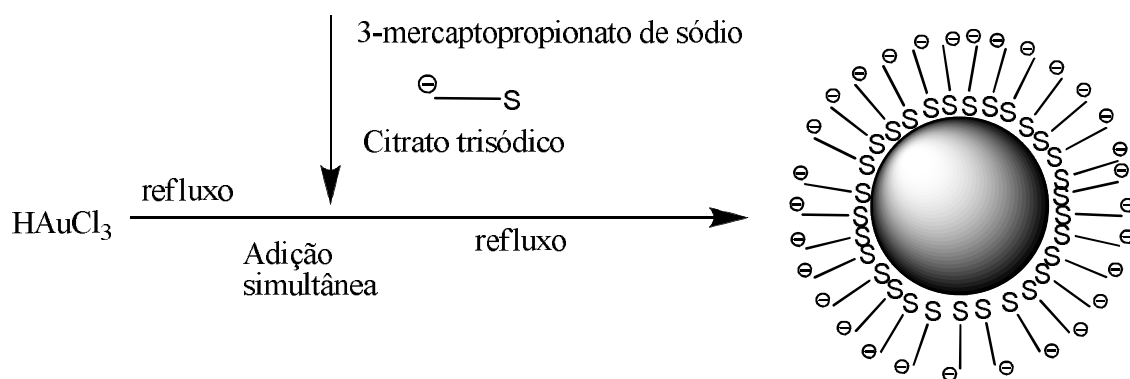 3-mercaptopropionato de sódio
⊖—S
Citrato trisódico
refluxo
HAuCl3
refluxo
Adição
simultânea
S S S S S S S S S S S S S S S S S S S S S S S S S S S S S S S S S S